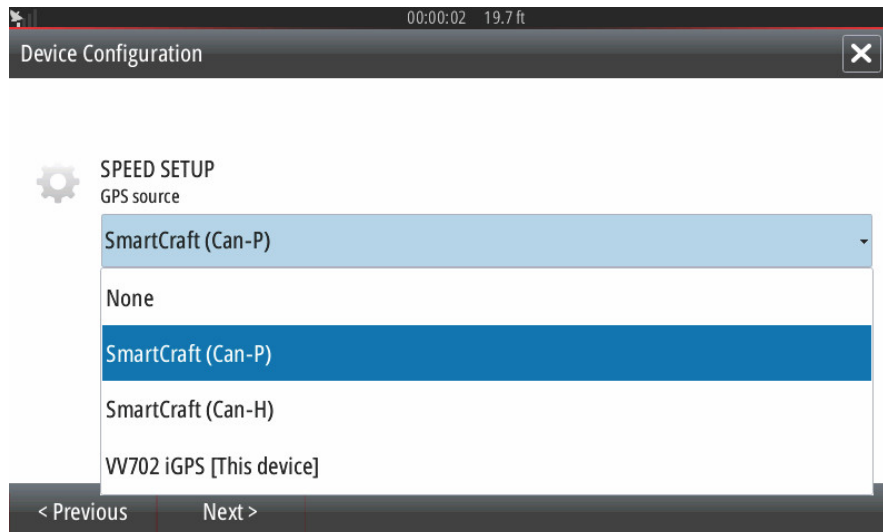 00:00:02 19.7 ft
Device Configuration
SPEED SETUP
GPS source
SmartCraft (Can-P)
None
SmartCraft (Can-P)
SmartCraft (Can-H)
VV702 iGPS [This device]
< Previous Next >